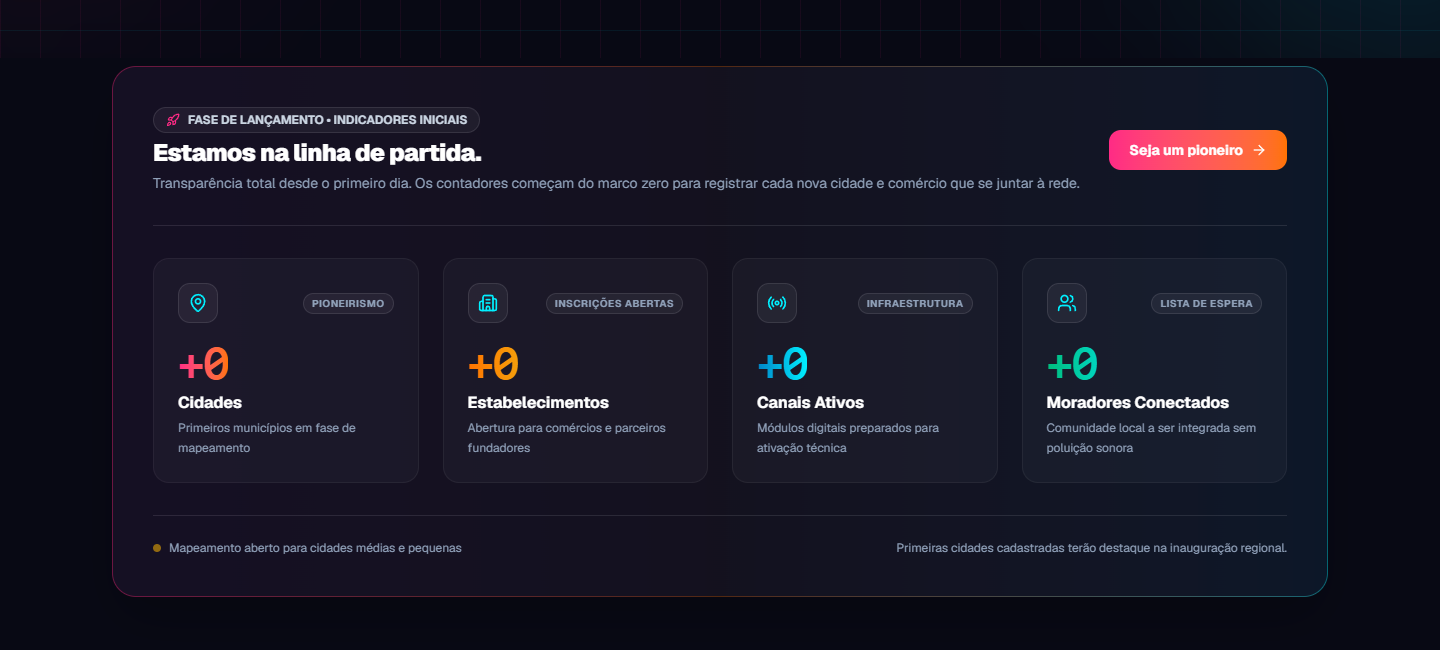 FASE DE LANÇAMENTO • INDICADORES INICIAIS
Estamos na linha de partida.
Transparência total desde o primeiro dia. Os contadores começam do marco zero para registrar cada nova cidade e comércio que se juntar à rede.
Seja um pioneiro →
PIONEIRISMO
+0
Cidades
Primeiros municípios em fase de
mapeamento
INSCRIÇÕES ABERTAS
+0
Estabelecimentos
Abertura para comércios e parceiros
fundadores
INFRAESTRUTURA
+0
Canais Ativos
Módulos digitais preparados para
ativação técnica
LISTA DE ESPERA
+0
Moradores Conectados
Comunidade local a ser integrada sem
poluição sonora
Mapeamento aberto para cidades médias e pequenas
Primeiras cidades cadastradas terão destaque na inauguração regional.